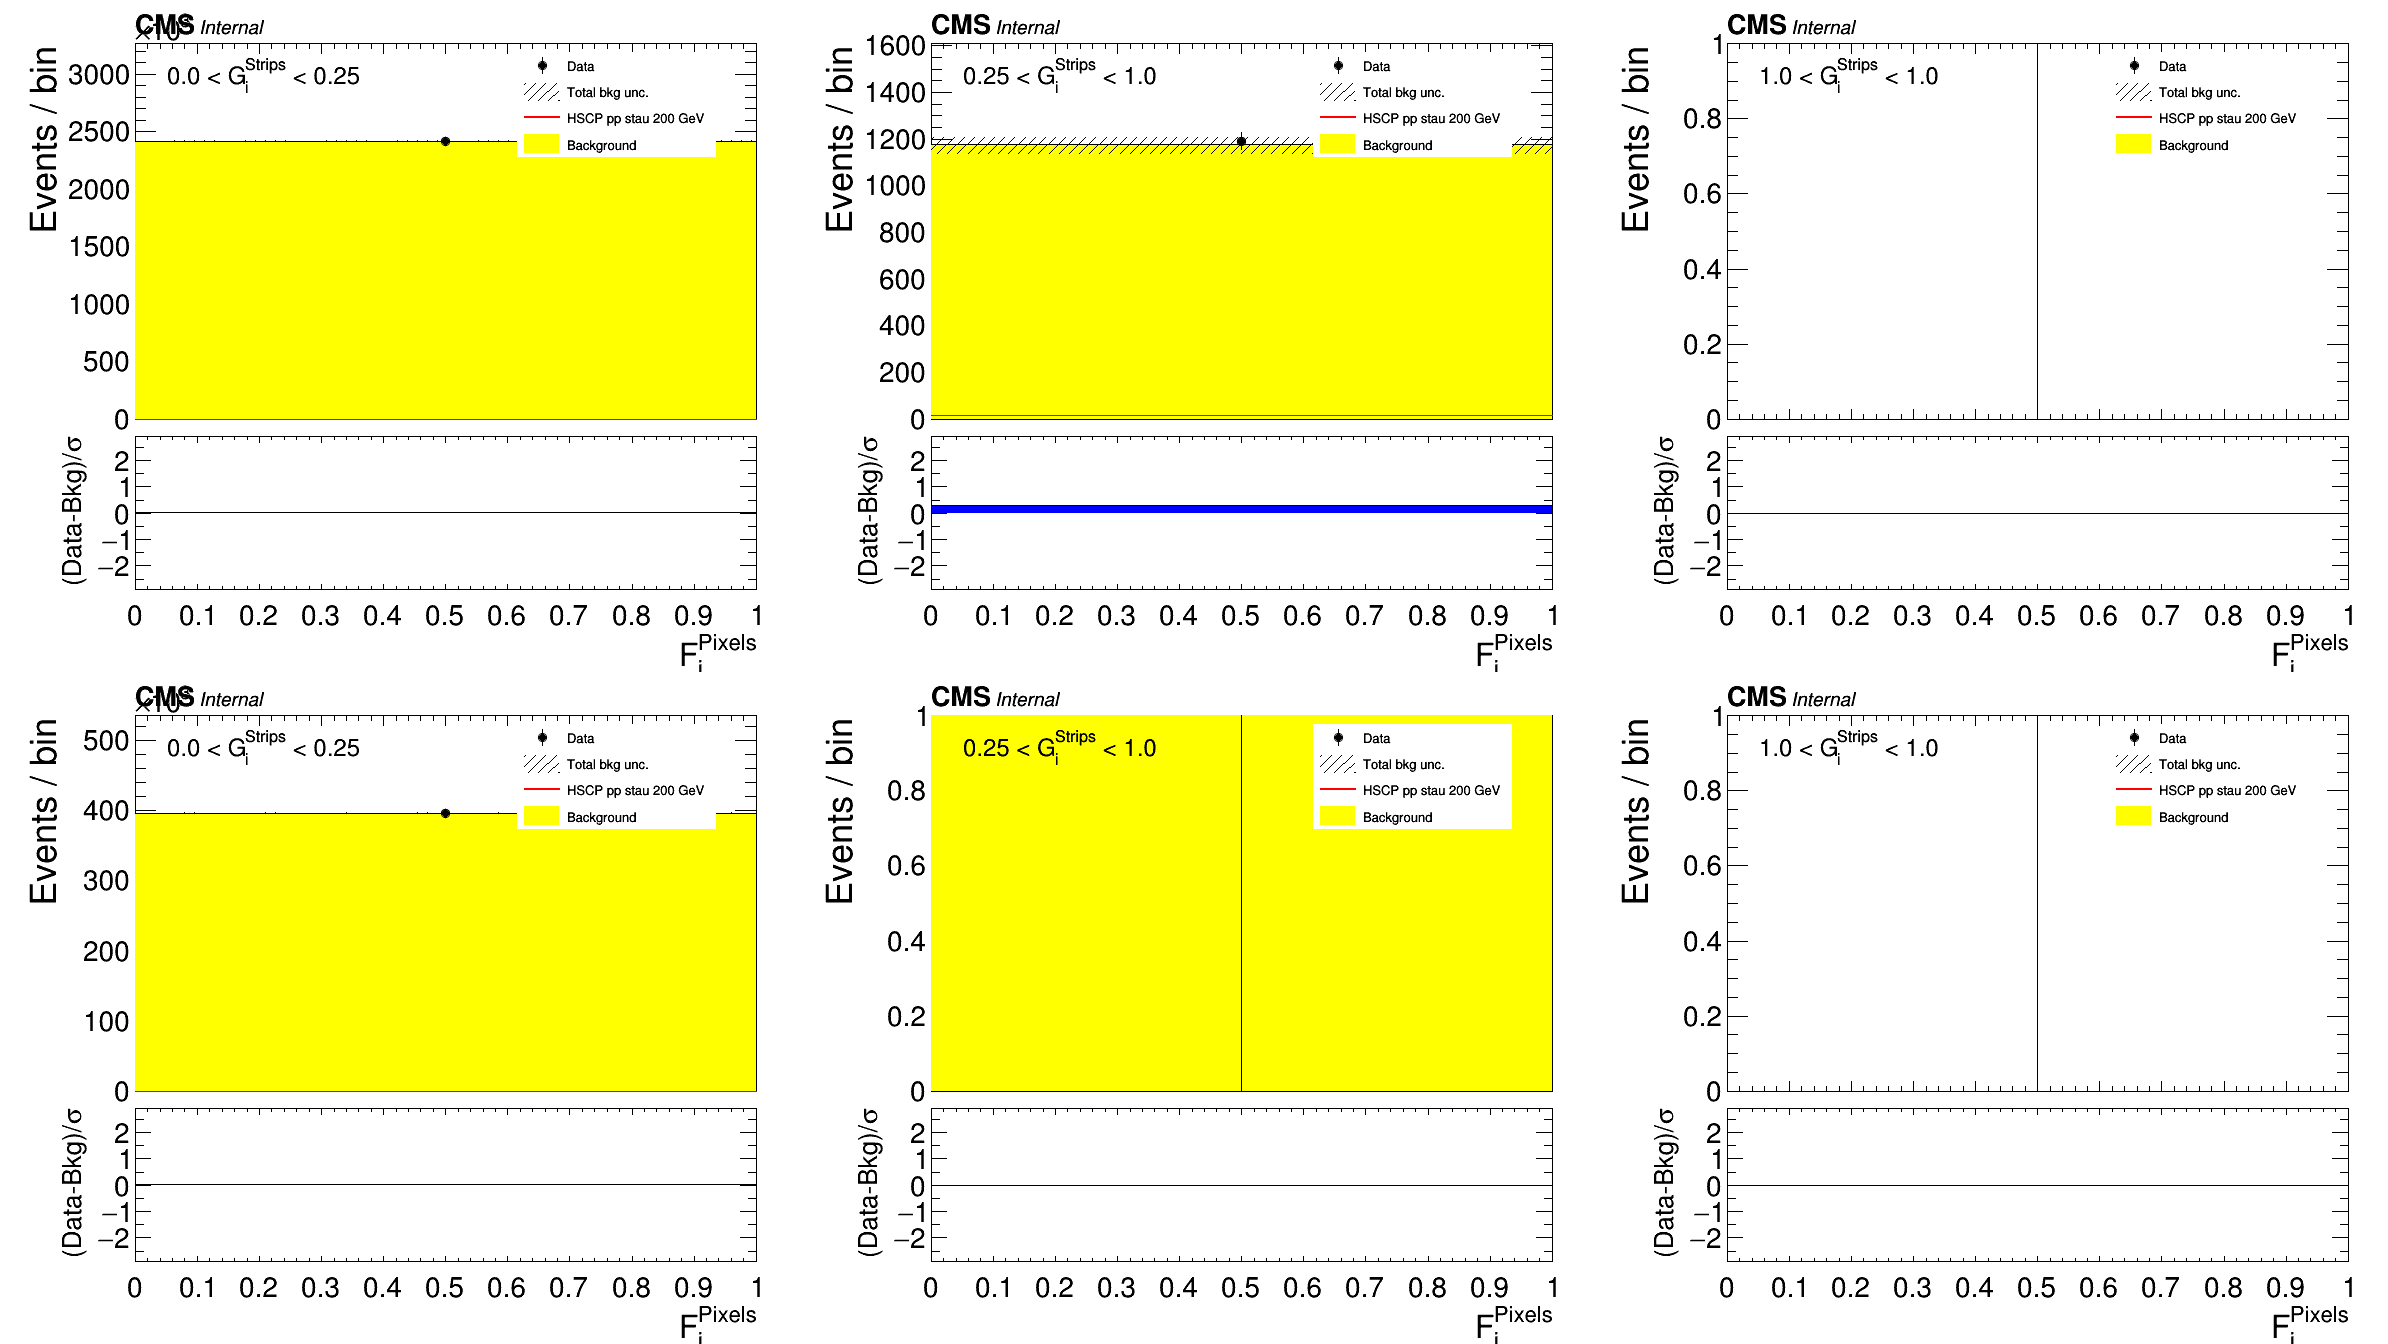 CMS Internal
Events / bin
3000
2500
2000
1500
1000
500
0
0.0 < G_i^Strips < 0.25
Data
Total bkg unc.
HSCP pp stau 200 GeV
Background
(Data-Bkg)/σ
2
1
0
−1
−2
0 0.1 0.2 0.3 0.4 0.5 0.6 0.7 0.8 0.9 1
F_i^Pixels
CMS Internal
Events / bin
1600
1400
1200
1000
800
600
400
200
0
0.25 < G_i^Strips < 1.0
Data
Total bkg unc.
HSCP pp stau 200 GeV
Background
(Data-Bkg)/σ
2
1
0
−1
−2
0 0.1 0.2 0.3 0.4 0.5 0.6 0.7 0.8 0.9 1
F_i^Pixels
CMS Internal
Events / bin
1
0.8
0.6
0.4
0.2
0
1.0 < G_i^Strips < 1.0
Data
Total bkg unc.
HSCP pp stau 200 GeV
Background
(Data-Bkg)/σ
2
1
0
−1
−2
0 0.1 0.2 0.3 0.4 0.5 0.6 0.7 0.8 0.9 1
F_i^Pixels
CMS Internal
Events / bin
500
400
300
200
100
0
0.0 < G_i^Strips < 0.25
Data
Total bkg unc.
HSCP pp stau 200 GeV
Background
(Data-Bkg)/σ
2
1
0
−1
−2
0 0.1 0.2 0.3 0.4 0.5 0.6 0.7 0.8 0.9 1
F_i^Pixels
CMS Internal
Events / bin
1
0.8
0.6
0.4
0.2
0
0.25 < G_i^Strips < 1.0
Data
Total bkg unc.
HSCP pp stau 200 GeV
Background
(Data-Bkg)/σ
2
1
0
−1
−2
0 0.1 0.2 0.3 0.4 0.5 0.6 0.7 0.8 0.9 1
F_i^Pixels
CMS Internal
Events / bin
1
0.8
0.6
0.4
0.2
0
1.0 < G_i^Strips < 1.0
Data
Total bkg unc.
HSCP pp stau 200 GeV
Background
(Data-Bkg)/σ
2
1
0
−1
−2
0 0.1 0.2 0.3 0.4 0.5 0.6 0.7 0.8 0.9 1
F_i^Pixels